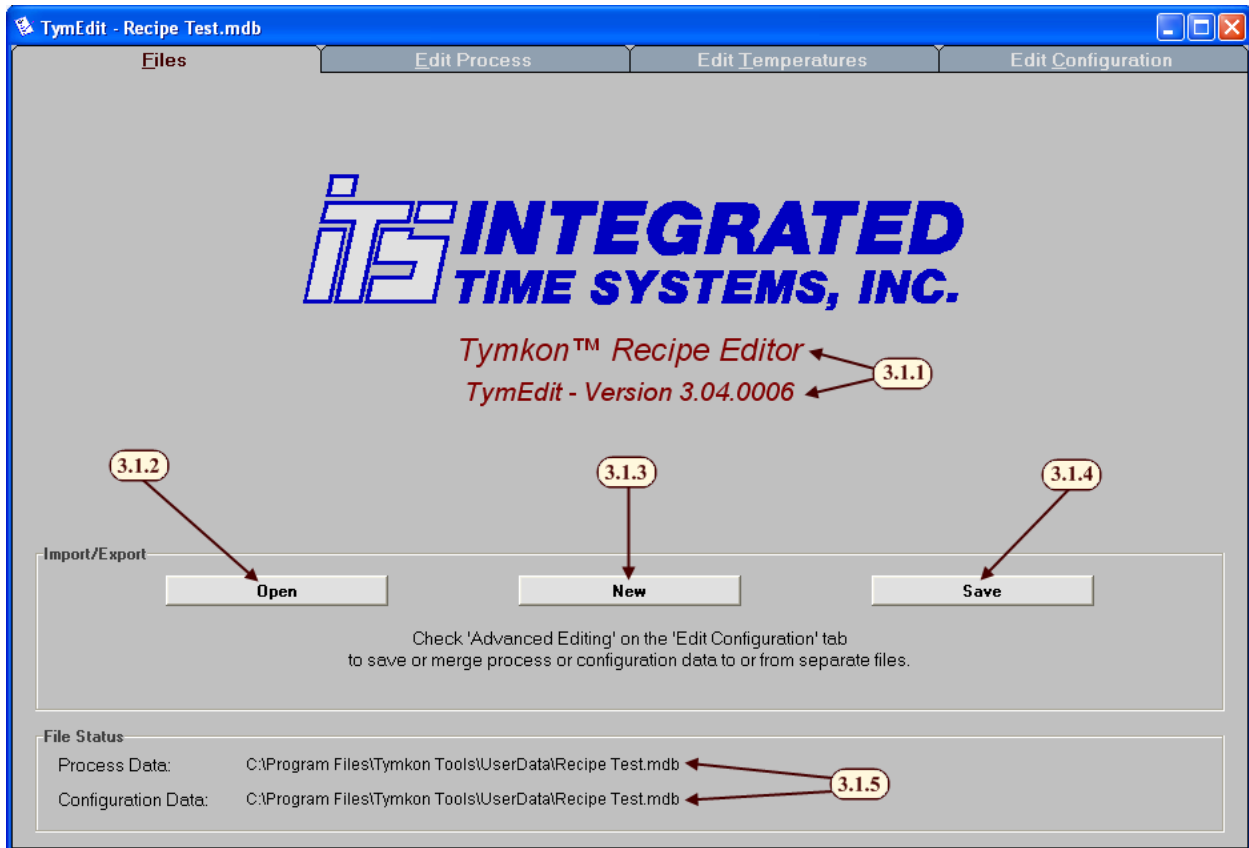 TymEdit - Recipe Test.mdb
Files
Edit Process
Edit Temperatures
Edit Configuration
iTS INTEGRATED
TIME SYSTEMS, INC.
Tymkon™ Recipe Editor
3.1.1
TymEdit - Version 3.04.0006
3.1.2
3.1.3
3.1.4
Import/Export
Open
New
Save
Check 'Advanced Editing' on the 'Edit Configuration' tab
to save or merge process or configuration data to or from separate files.
File Status
Process Data: C:\Program Files\Tymkon Tools\UserData\Recipe Test.mdb
3.1.5
Configuration Data: C:\Program Files\Tymkon Tools\UserData\Recipe Test.mdb